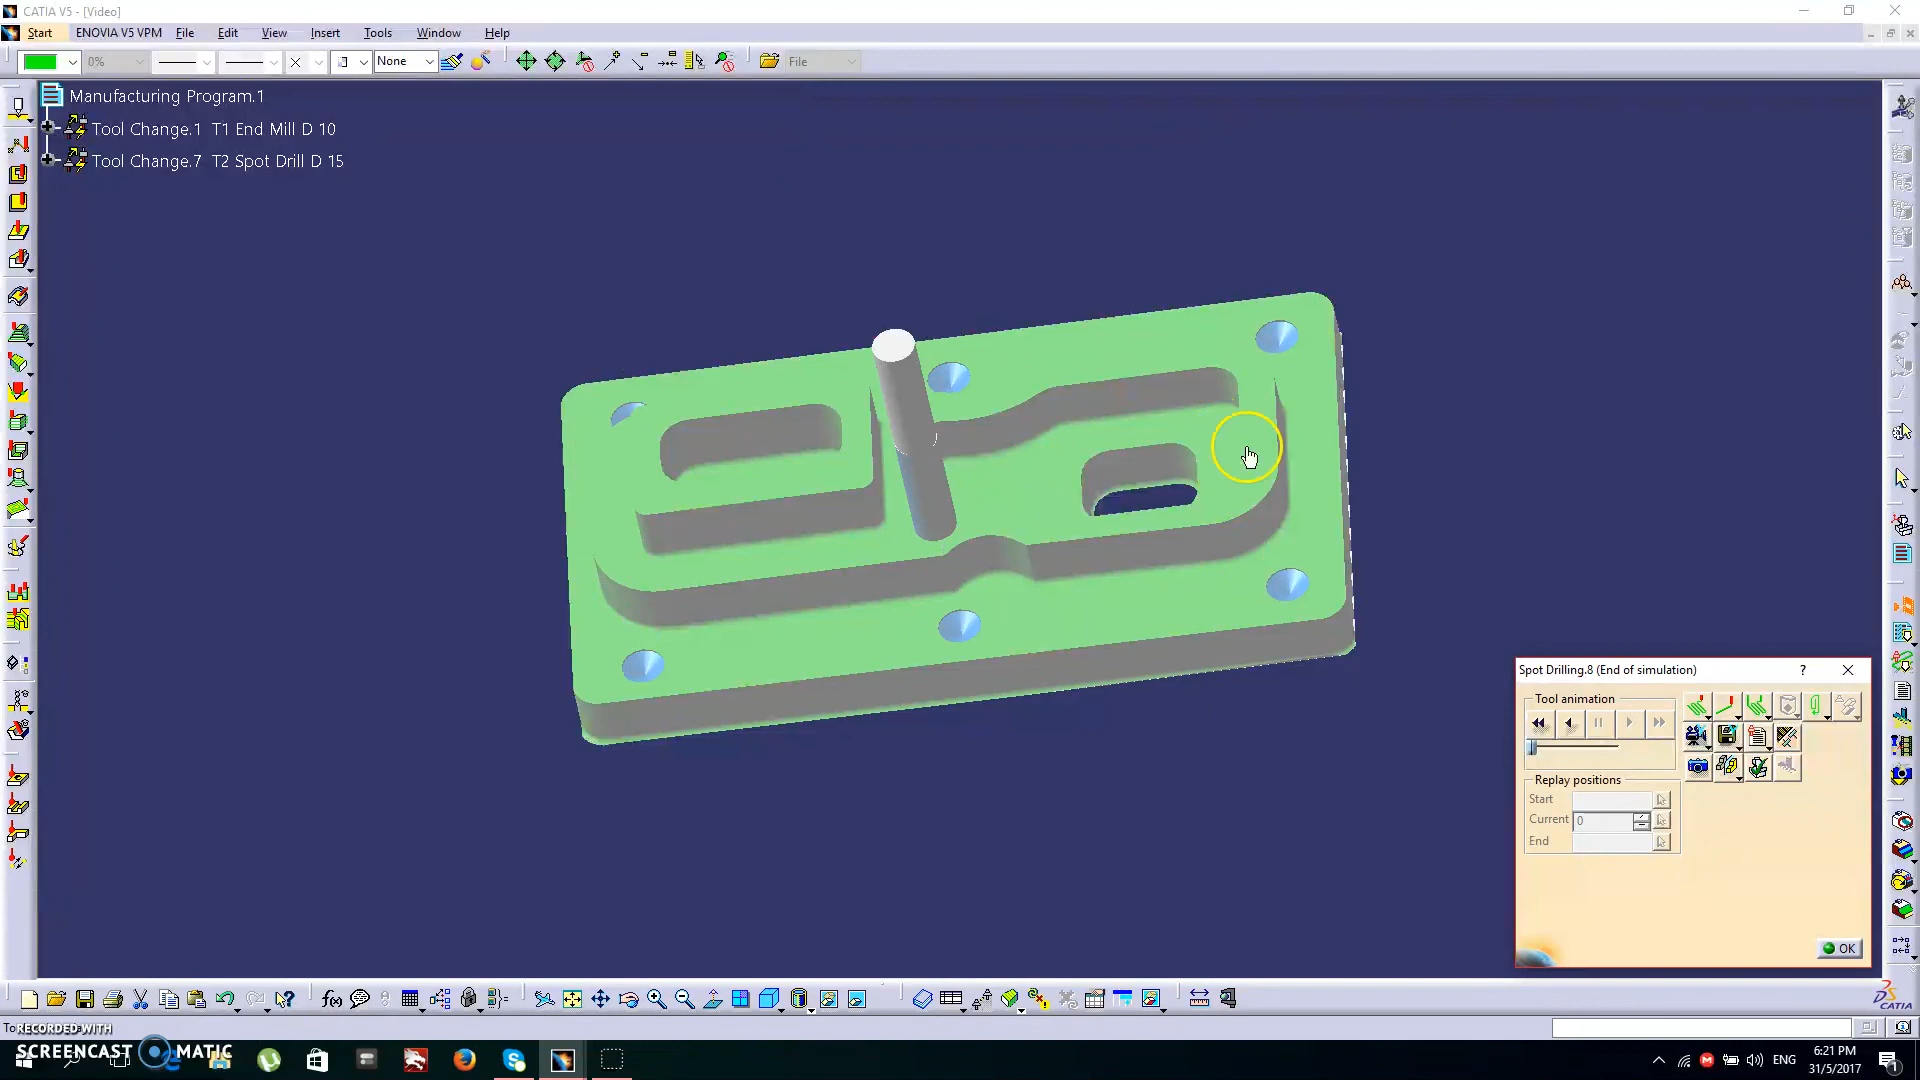 CATIA V5 - [Video]
Start ENOVIA V5 VPM File Edit View Insert Tools Window Help
0% None File
Manufacturing Program.1
Tool Change.1 T1 End Mill D 10
Tool Change.7 T2 Spot Drill D 15
Spot Drilling.8 (End of simulation) ?
Tool animation
Replay positions
Start
Current 0
End
OK
f(x)
CATIA
To
RECORDED WITH
SCREENCAST MATIC
ENG
6:21 PM
31/5/2017
1